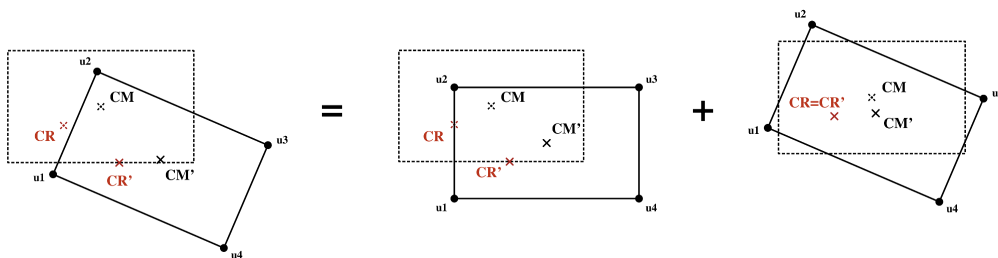 u2
CM
CR
u3
CR'
CM'
u1
u4
=
u2
u3
CM
CR
CM'
CR'
u1
u4
+
u2
CM
u
CR=CR'
CM'
u1
u4